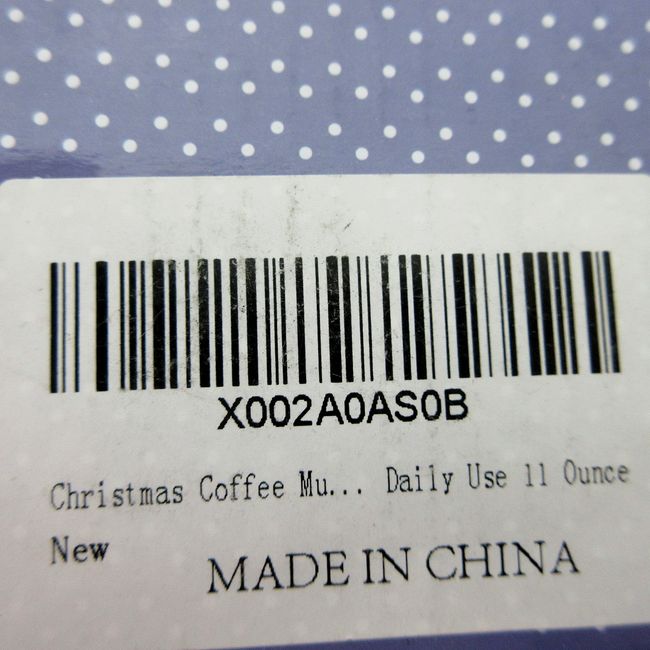 X002A0AS0B
Christmas Coffee Mu... Daily Use 11 Ounce
New
MADE IN CHINA